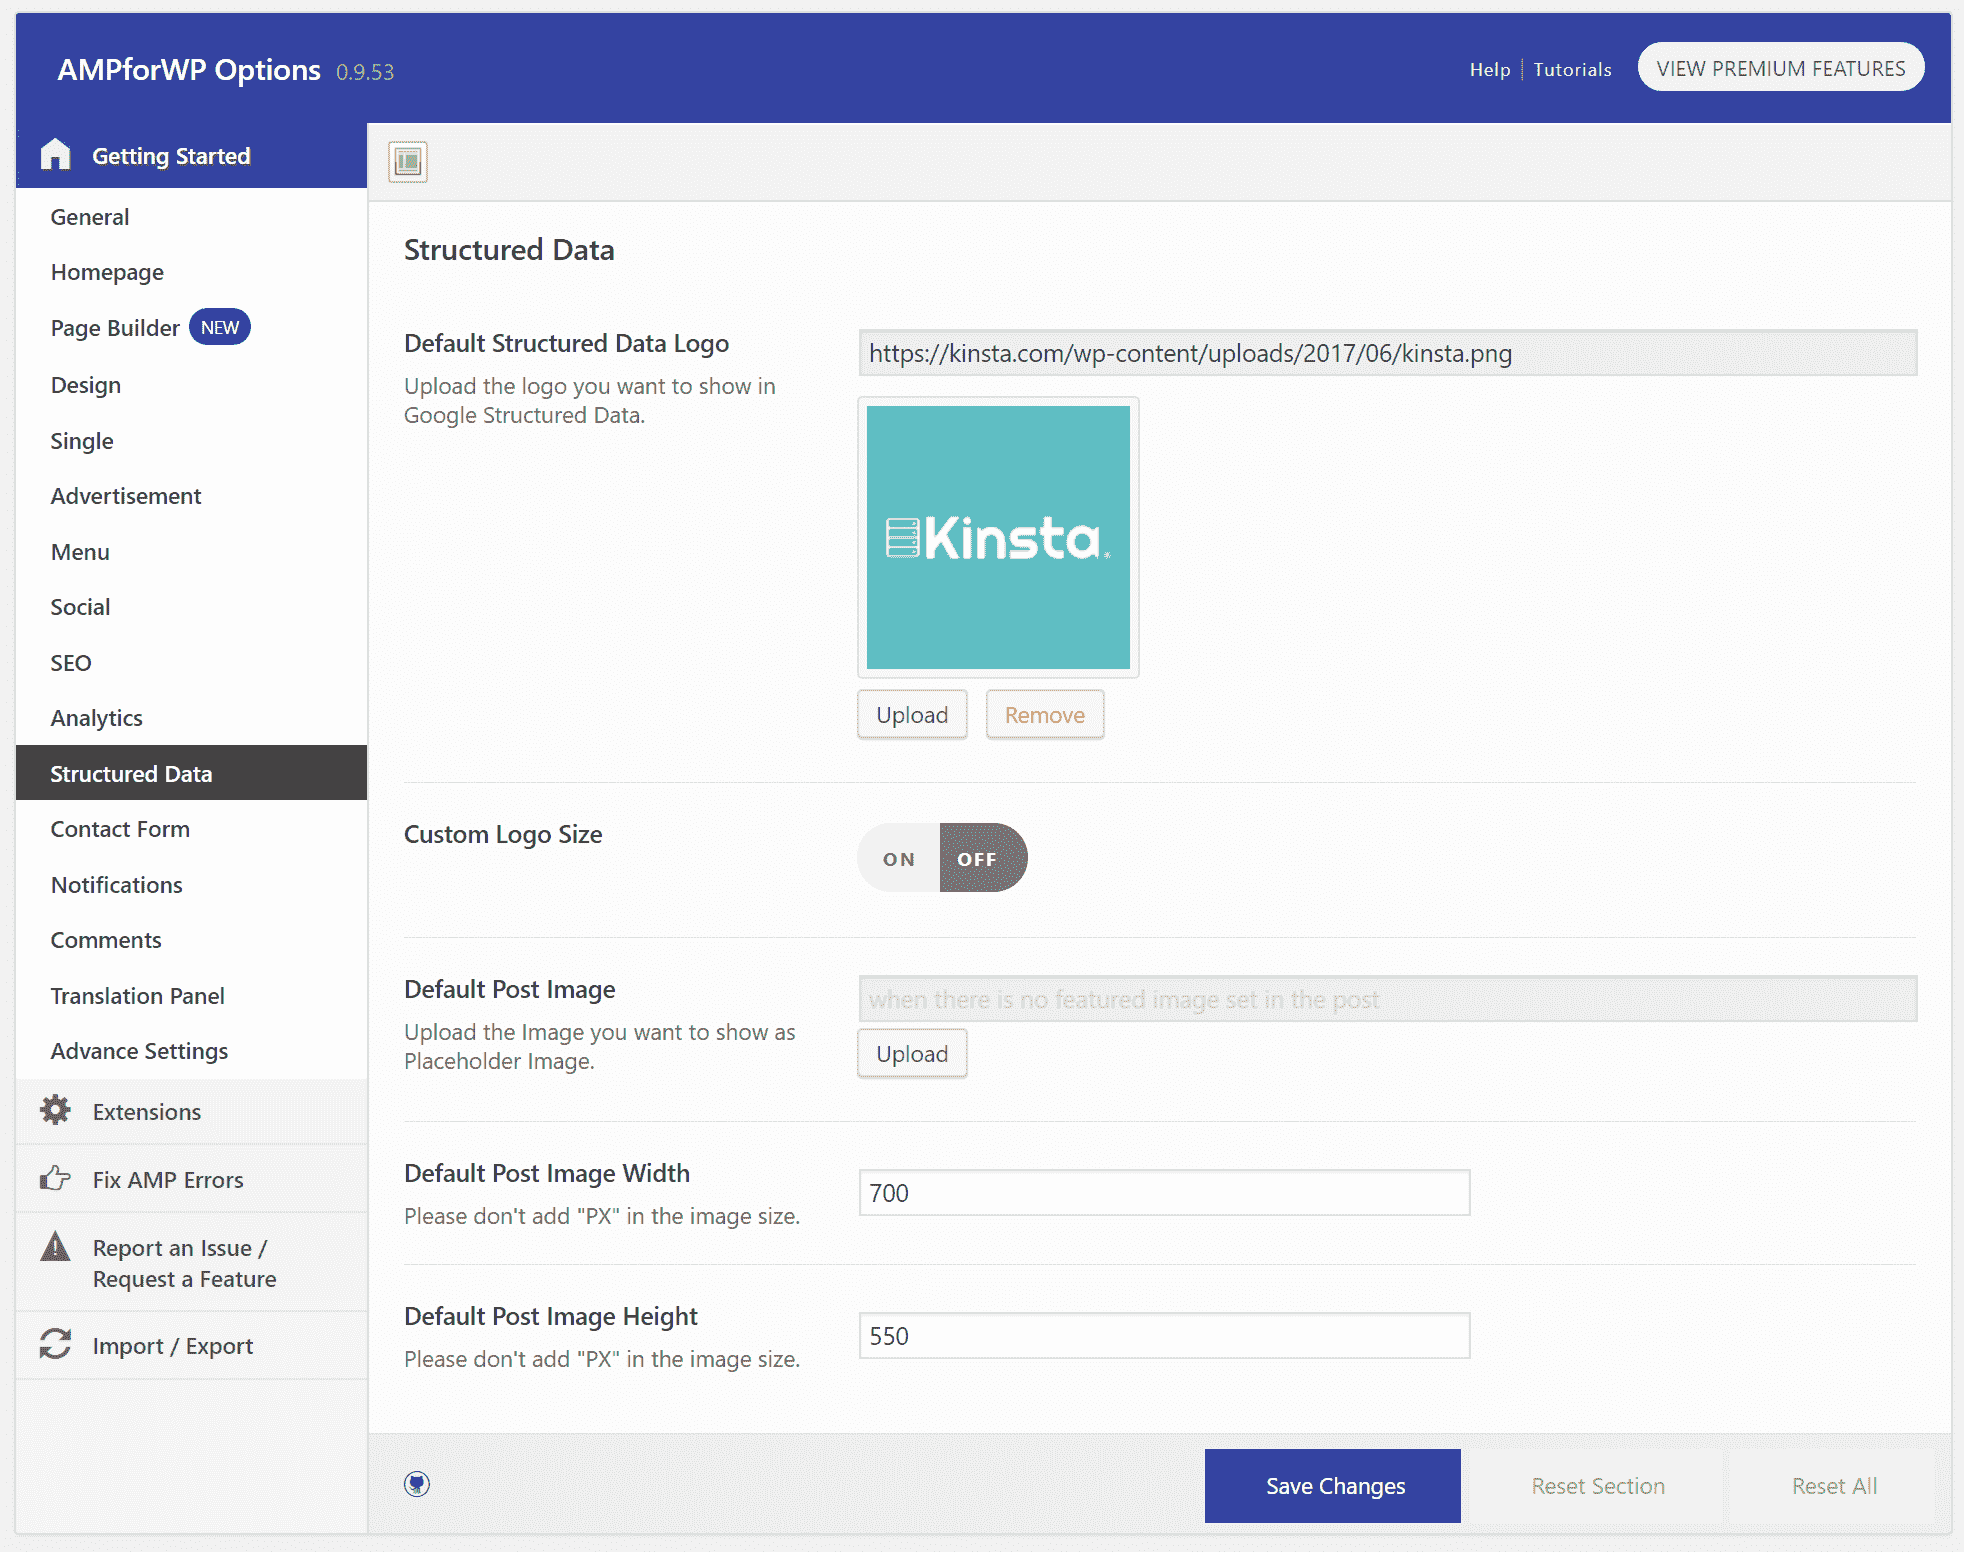 AMPforWP Options 0.9.53
Help Tutorials VIEW PREMIUM FEATURES
Getting Started
General
Homepage
Page Builder NEW
Design
Single
Advertisement
Menu
Social
SEO
Analytics
Structured Data
Contact Form
Notifications
Comments
Translation Panel
Advance Settings
Extensions
Fix AMP Errors
Report an Issue /
Request a Feature
Import / Export
Structured Data
Default Structured Data Logo
Upload the logo you want to show in
Google Structured Data.
https://kinsta.com/wp-content/uploads/2017/06/kinsta.png
Kinsta
Upload Remove
Custom Logo Size
ON OFF
Default Post Image
Upload the Image you want to show as
Placeholder Image.
when there is no featured image set in the post
Upload
Default Post Image Width
Please don't add "PX" in the image size.
700
Default Post Image Height
Please don't add "PX" in the image size.
550
Save Changes Reset Section Reset All